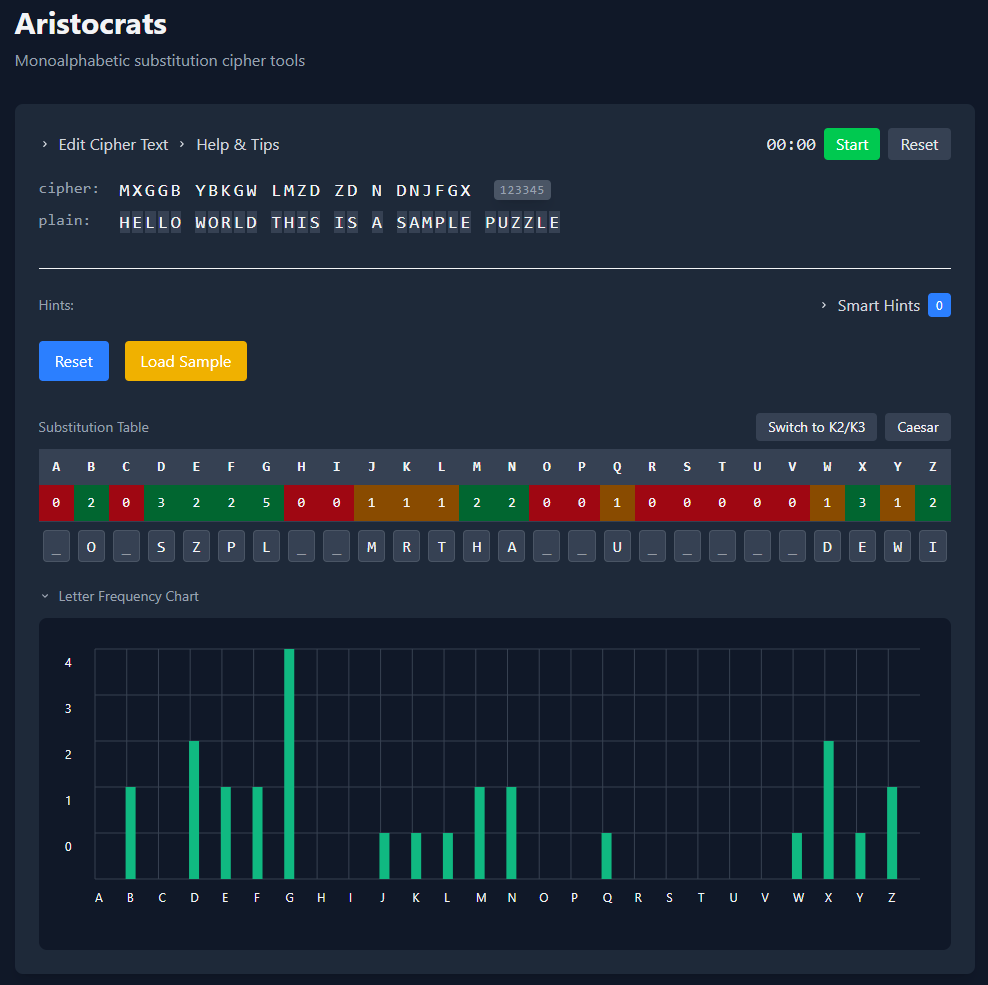 Aristocrats
Monoalphabetic substitution cipher tools
Edit Cipher Text Help & Tips 00:00 Start Reset
cipher: MXGGB YBKGW LMZD ZD N DNJFGX 123345
plain: HELLO WORLD THIS IS A SAMPLE PUZZLE
Hints: Smart Hints 0
Reset Load Sample
Substitution Table Switch to K2/K3 Caesar
A B C D E F G H I J K L M N O P Q R S T U V W X Y Z
0 2 0 3 2 2 5 0 0 1 1 1 2 2 0 0 1 0 0 0 0 0 1 3 1 2
_ O _ S Z P L _ _ M R T H A _ _ U _ _ _ _ _ D E W I
Letter Frequency Chart
4
3
2
1
0
A B C D E F G H I J K L M N O P Q R S T U V W X Y Z